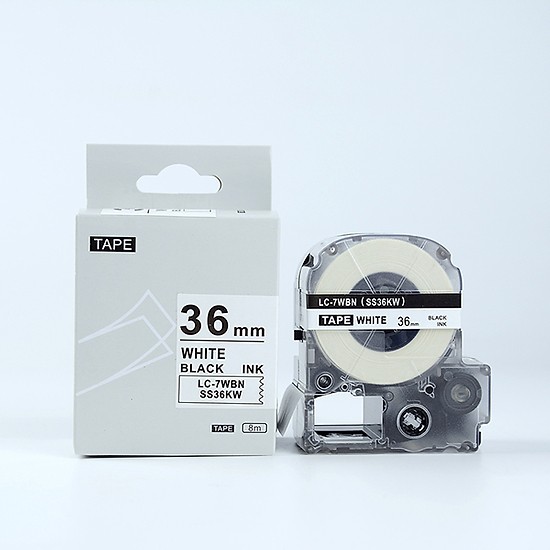 TAPE
36mm
WHITE
BLACK INK
LC-7WBN
SS36KW
TAPE 8m
LC-7WBN (SS36KW)
TAPE WHITE 36mm BLACK
INK